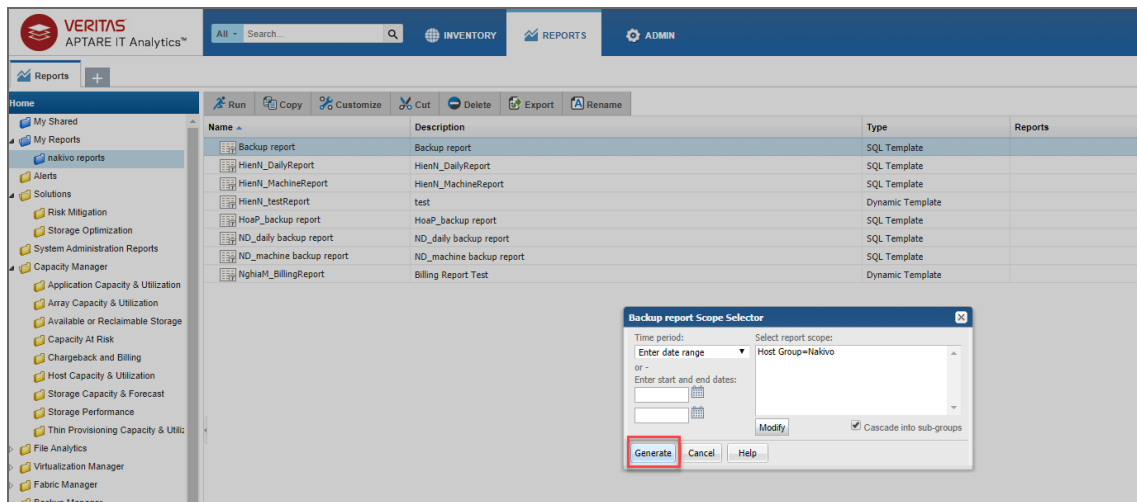 VERITAS
APTARE IT Analytics™
All Search...
INVENTORY
REPORTS
ADMIN
Reports
Home
Run Copy Customize Cut Delete Export Rename
My Shared
My Reports
nakivo reports
Alerts
Solutions
Risk Mitigation
Storage Optimization
System Administration Reports
Capacity Manager
Application Capacity & Utilization
Array Capacity & Utilization
Available or Reclaimable Storage
Capacity At Risk
Chargeback and Billing
Host Capacity & Utilization
Storage Capacity & Forecast
Storage Performance
Thin Provisioning Capacity & Utiliz
File Analytics
Virtualization Manager
Fabric Manager
Backup Manager
Name Description Type Reports
Backup report Backup report SQL Template
HienN_DailyReport HienN_DailyReport SQL Template
HienN_MachineReport HienN_MachineReport SQL Template
HienN_testReport test Dynamic Template
HoaP_backup report HoaP_backup report SQL Template
ND_daily backup report ND_daily backup report SQL Template
ND_machine backup report ND_machine backup report SQL Template
NghiaM_BillingReport Billing Report Test Dynamic Template
Backup report Scope Selector
Time period: Select report scope:
Enter date range Host Group=Nakivo
or -
Enter start and end dates:
Modify Cascade into sub-groups
Generate Cancel Help